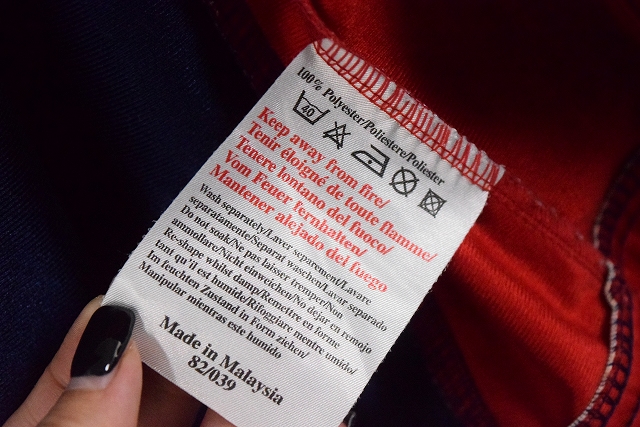 100% Polyester/Poliestere/Poliester
40
Keep away from fire/
Tenir éloigné de toute flamme/
Tenere lontano del fuoco/
Vom Feuer fernhalten/
Mantener alejado del fuego
Wash separately/Laver separement/Lavare
separatamente/Separat waschen/Lavar separado
Do not soak/Ne pas laisser tremper/Non
ammollare/Nicht einweichen/No dejar en remojo
Re-shape whilst damp/Remettre en forme
tant qu'il est humide/Rifoggiare mentre umido/
Im feuchten Zustand in Form ziehen/
Manipular mientras este humido
Made in Malaysia
82/039